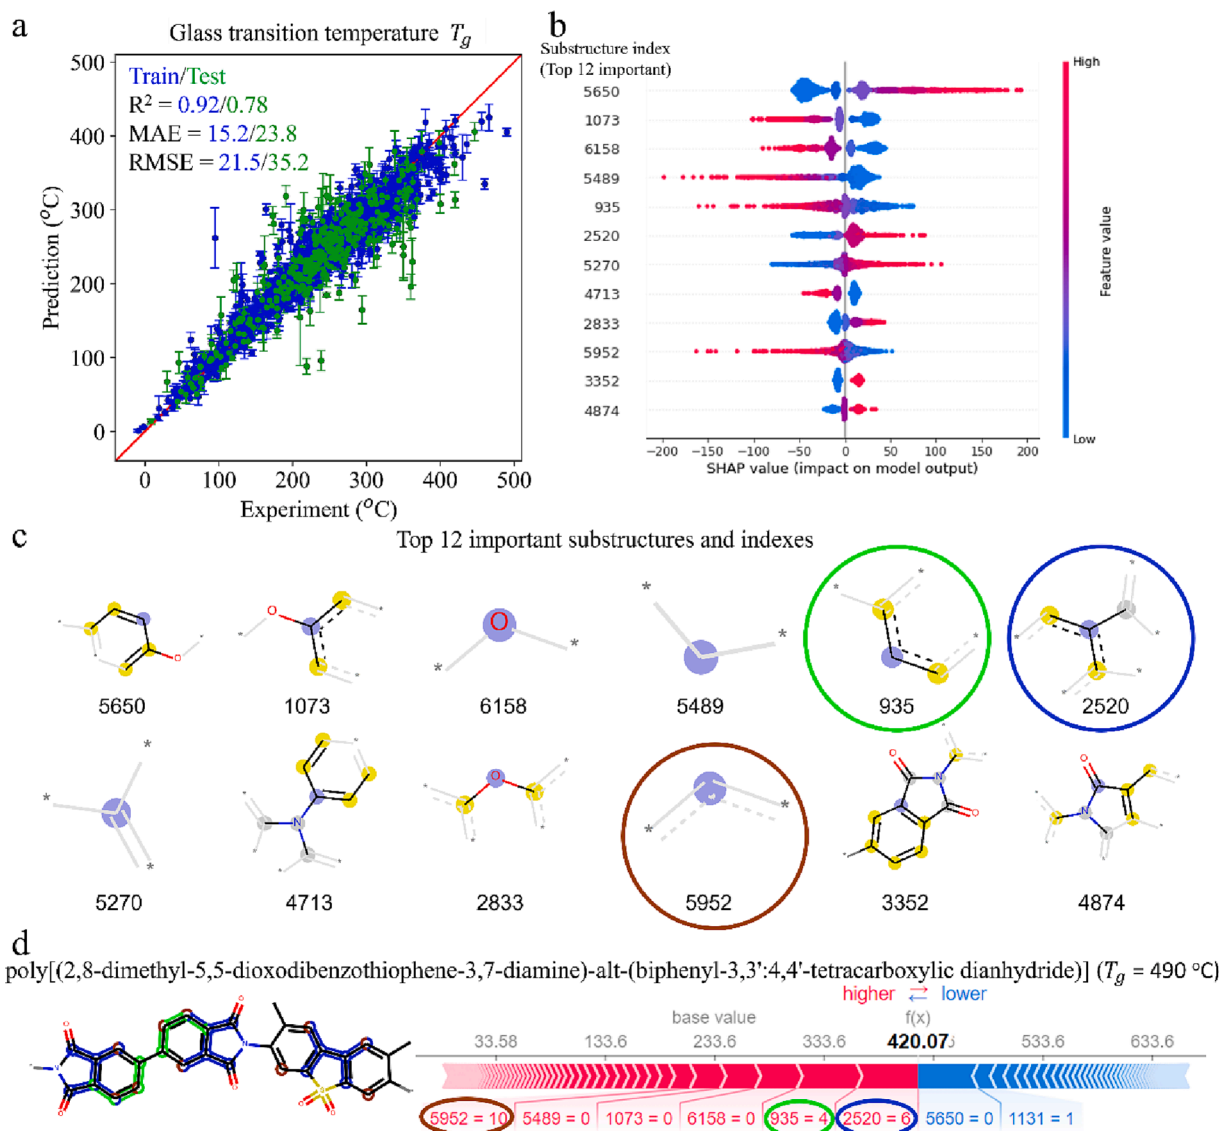 a
Glass transition temperature Tg
Train/Test
R² = 0.92/0.78
MAE = 15.2/23.8
RMSE = 21.5/35.2
500
400
300
200
100
0
Prediction (°C)
0 100 200 300 400 500
Experiment (°C)
b
Substructure index
(Top 12 important)
5650
1073
6158
5489
935
2520
5270
4713
2833
5952
3352
4874
−200 −150 −100 −50 0 50 100 150 200
SHAP value (impact on model output)
High
Feature value
Low
c
Top 12 important substructures and indexes
5650 1073 6158 5489 935 2520
5270 4713 2833 5952 3352 4874
d
poly[(2,8-dimethyl-5,5-dioxodibenzothiophene-3,7-diamine)-alt-(biphenyl-3,3':4,4'-tetracarboxylic dianhydride)] (Tg = 490 °C)
higher ⇄ lower
base value f(x)
33.58 133.6 233.6 333.6 420.07 533.6 633.6
5952 = 10 5489 = 0 1073 = 0 6158 = 0 935 = 4 2520 = 6 5650 = 0 1131 = 1